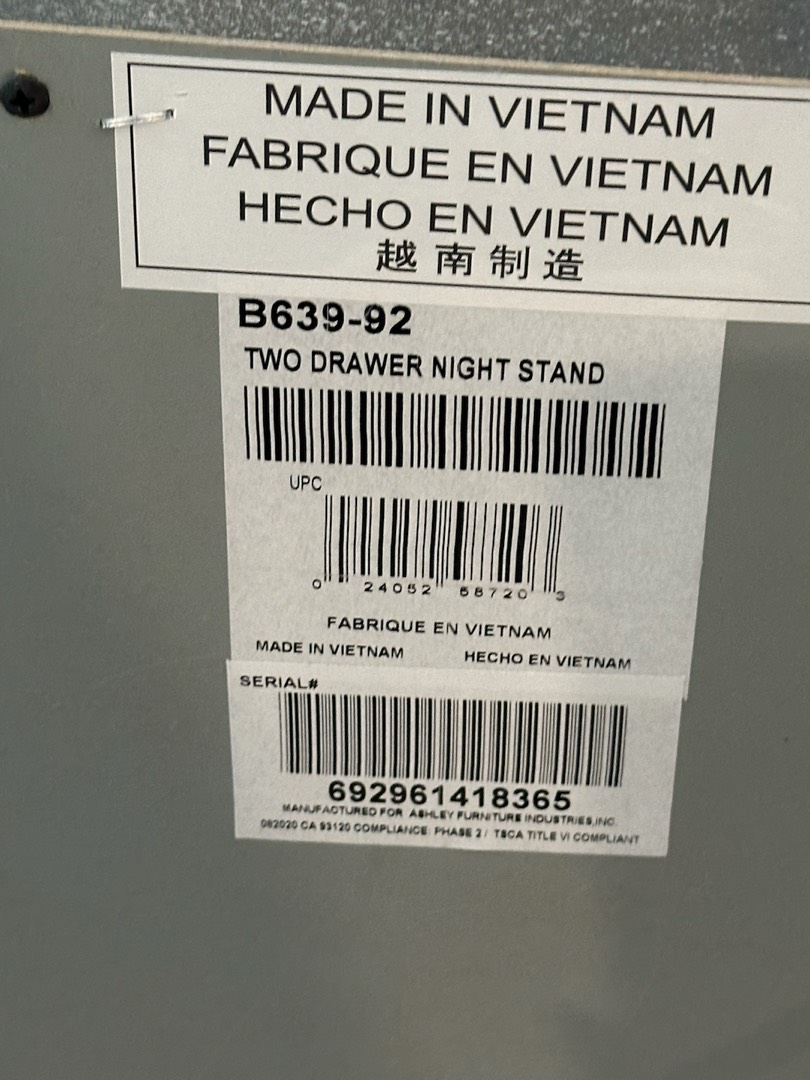 MADE IN VIETNAM
FABRIQUE EN VIETNAM
HECHO EN VIETNAM
越南制造
B639-92
TWO DRAWER NIGHT STAND
UPC
0 24052 58720 3
FABRIQUE EN VIETNAM
MADE IN VIETNAM HECHO EN VIETNAM
SERIAL#
692961418365
MANUFACTURED FOR ASHLEY FURNITURE INDUSTRIES,INC.
082020 CA 93120 COMPLIANCE: PHASE 2 / TSCA TITLE VI COMPLIANT